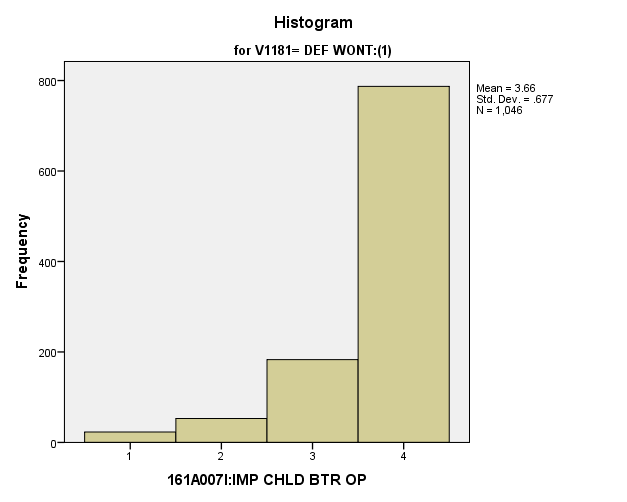 Histogram
for V1181= DEF WONT:(1)
Mean = 3.66
Std. Dev. = .677
N = 1,046
800
600
400
200
0
Frequency
1 2 3 4
161A007I:IMP CHLD BTR OP